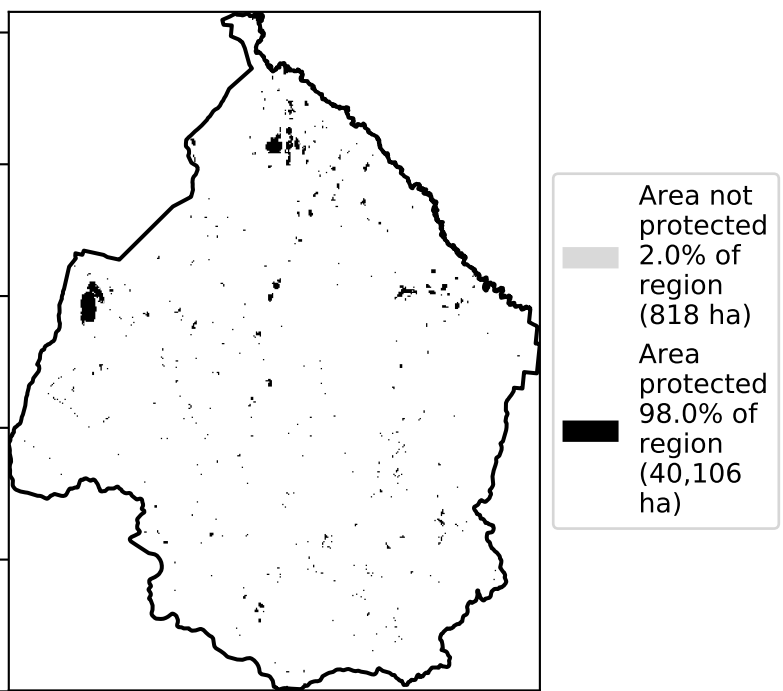 Area not
protected
2.0% of
region
(818 ha)
Area
protected
98.0% of
region
(40,106
ha)